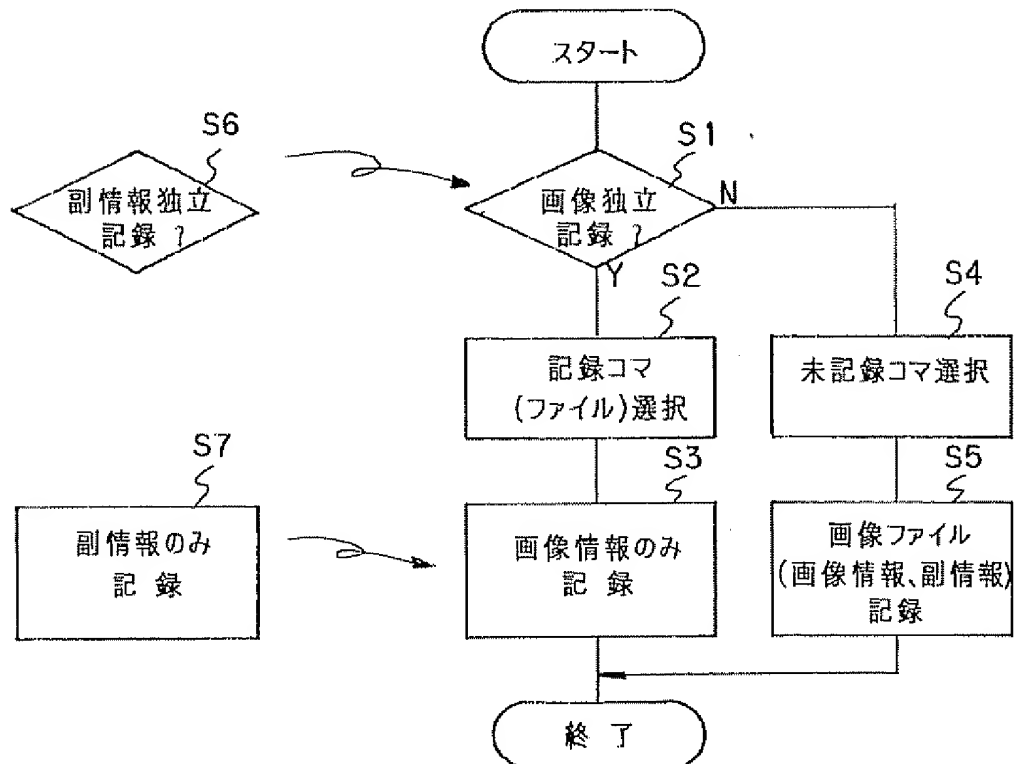 スタート
S6
副情報独立
記録？
S1
画像独立
記録？
N
Y
S2
記録コマ
(ファイル)選択
S4
未記録コマ選択
S7
副情報のみ
記録
S3
画像情報のみ
記録
S5
画像ファイル
(画像情報、副情報)
記録
終了